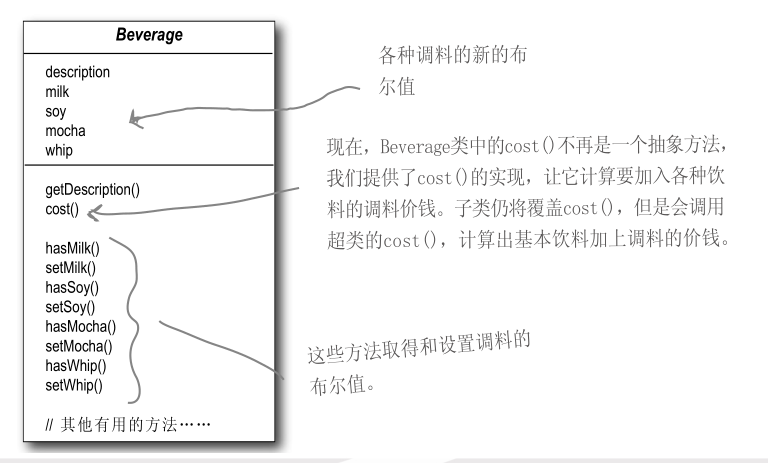 Beverage
description
milk
soy
mocha
whip
getDescription()
cost()
hasMilk()
setMilk()
hasSoy()
setSoy()
hasMocha()
setMocha()
hasWhip()
setWhip()
// 其他有用的方法……
各种调料的新的布
尔值
现在，Beverage类中的cost()不再是一个抽象方法，
我们提供了cost()的实现，让它计算要加入各种饮
料的调料价钱。子类仍将覆盖cost()，但是会调用
超类的cost()，计算出基本饮料加上调料的价钱。
这些方法取得和设置调料的
布尔值。